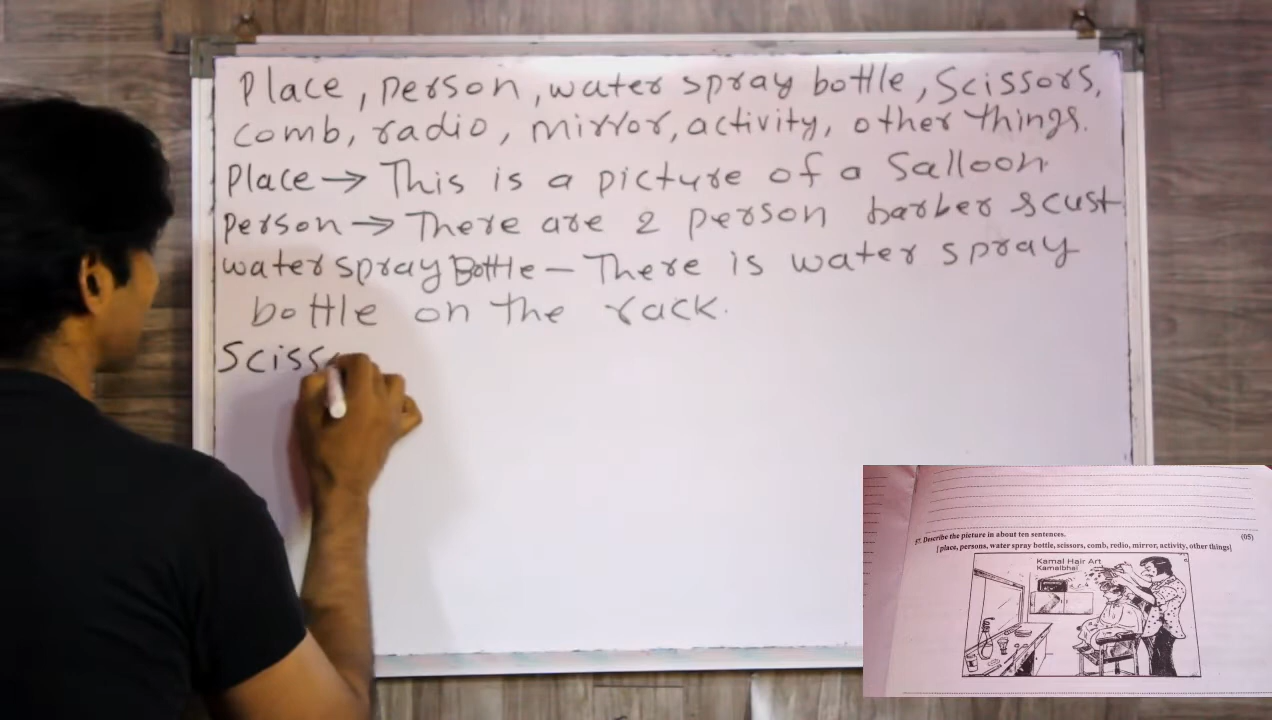 Place, person, water spray bottle, Scissors,
comb, radio, mirror, activity, other things.
Place → This is a picture of a Salloon
Person → There are 2 person barber & cust
water spray Bottle – There is water spray
bottle on the rack.
Sciss
57. Describe the picture in about ten sentences. (05)
[place, persons, water spray bottle, scissors, comb, redio, mirror, activity, other things]
Kamal Hair Art
Kamalbhai